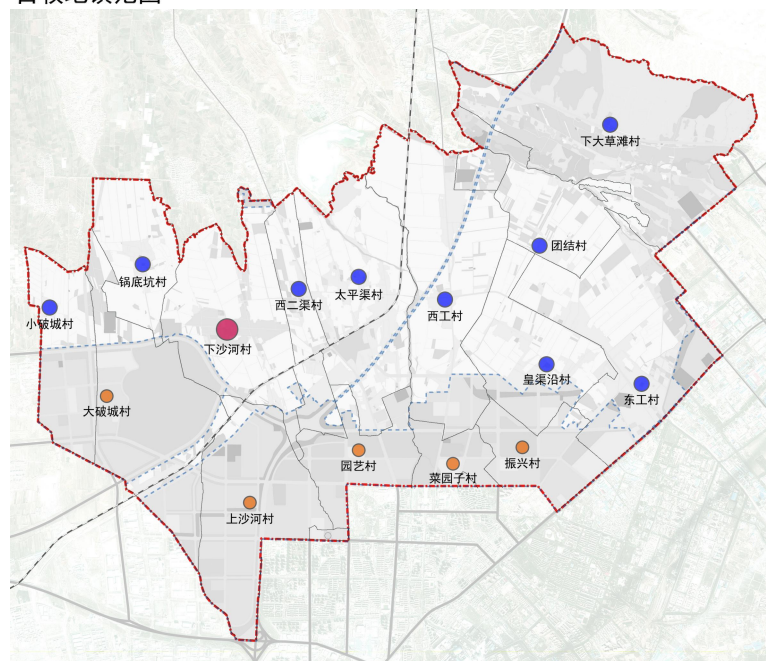 下大草滩村
团结村
锅底坑村
太平渠村
西二渠村
西工村
小破城村
下沙河村
皇渠沿村
东工村
大破城村
园艺村
振兴村
菜园子村
上沙河村